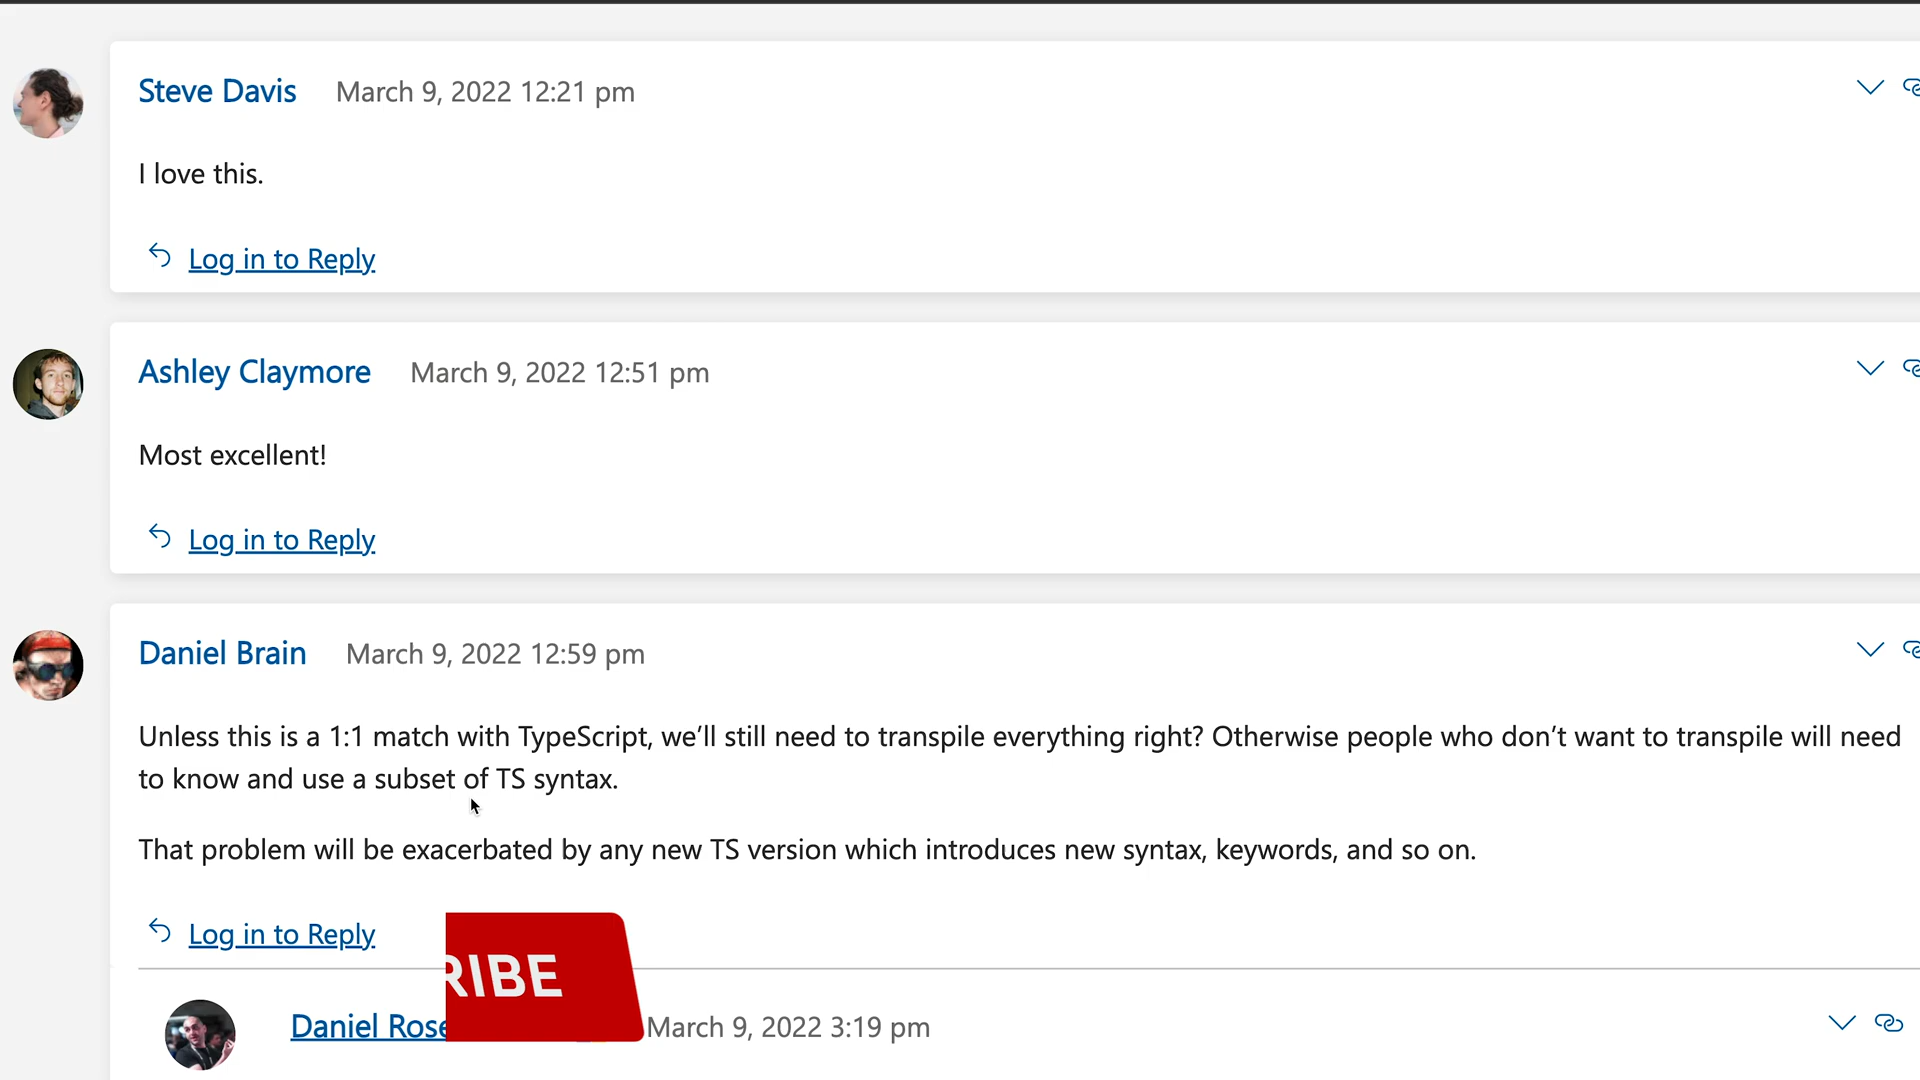 Steve Davis March 9, 2022 12:21 pm
I love this.
Log in to Reply
Ashley Claymore March 9, 2022 12:51 pm
Most excellent!
Log in to Reply
Daniel Brain March 9, 2022 12:59 pm
Unless this is a 1:1 match with TypeScript, we’ll still need to transpile everything right? Otherwise people who don’t want to transpile will need
to know and use a subset of TS syntax.
That problem will be exacerbated by any new TS version which introduces new syntax, keywords, and so on.
Log in to Reply
RIBE
Daniel Rose March 9, 2022 3:19 pm